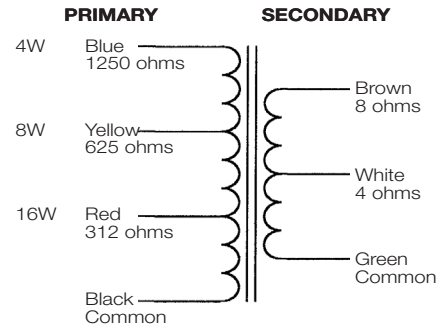 PRIMARY SECONDARY
4W Blue
1250 ohms
Brown
8 ohms
8W Yellow
625 ohms
White
4 ohms
16W Red
312 ohms
Green
Common
Black
Common